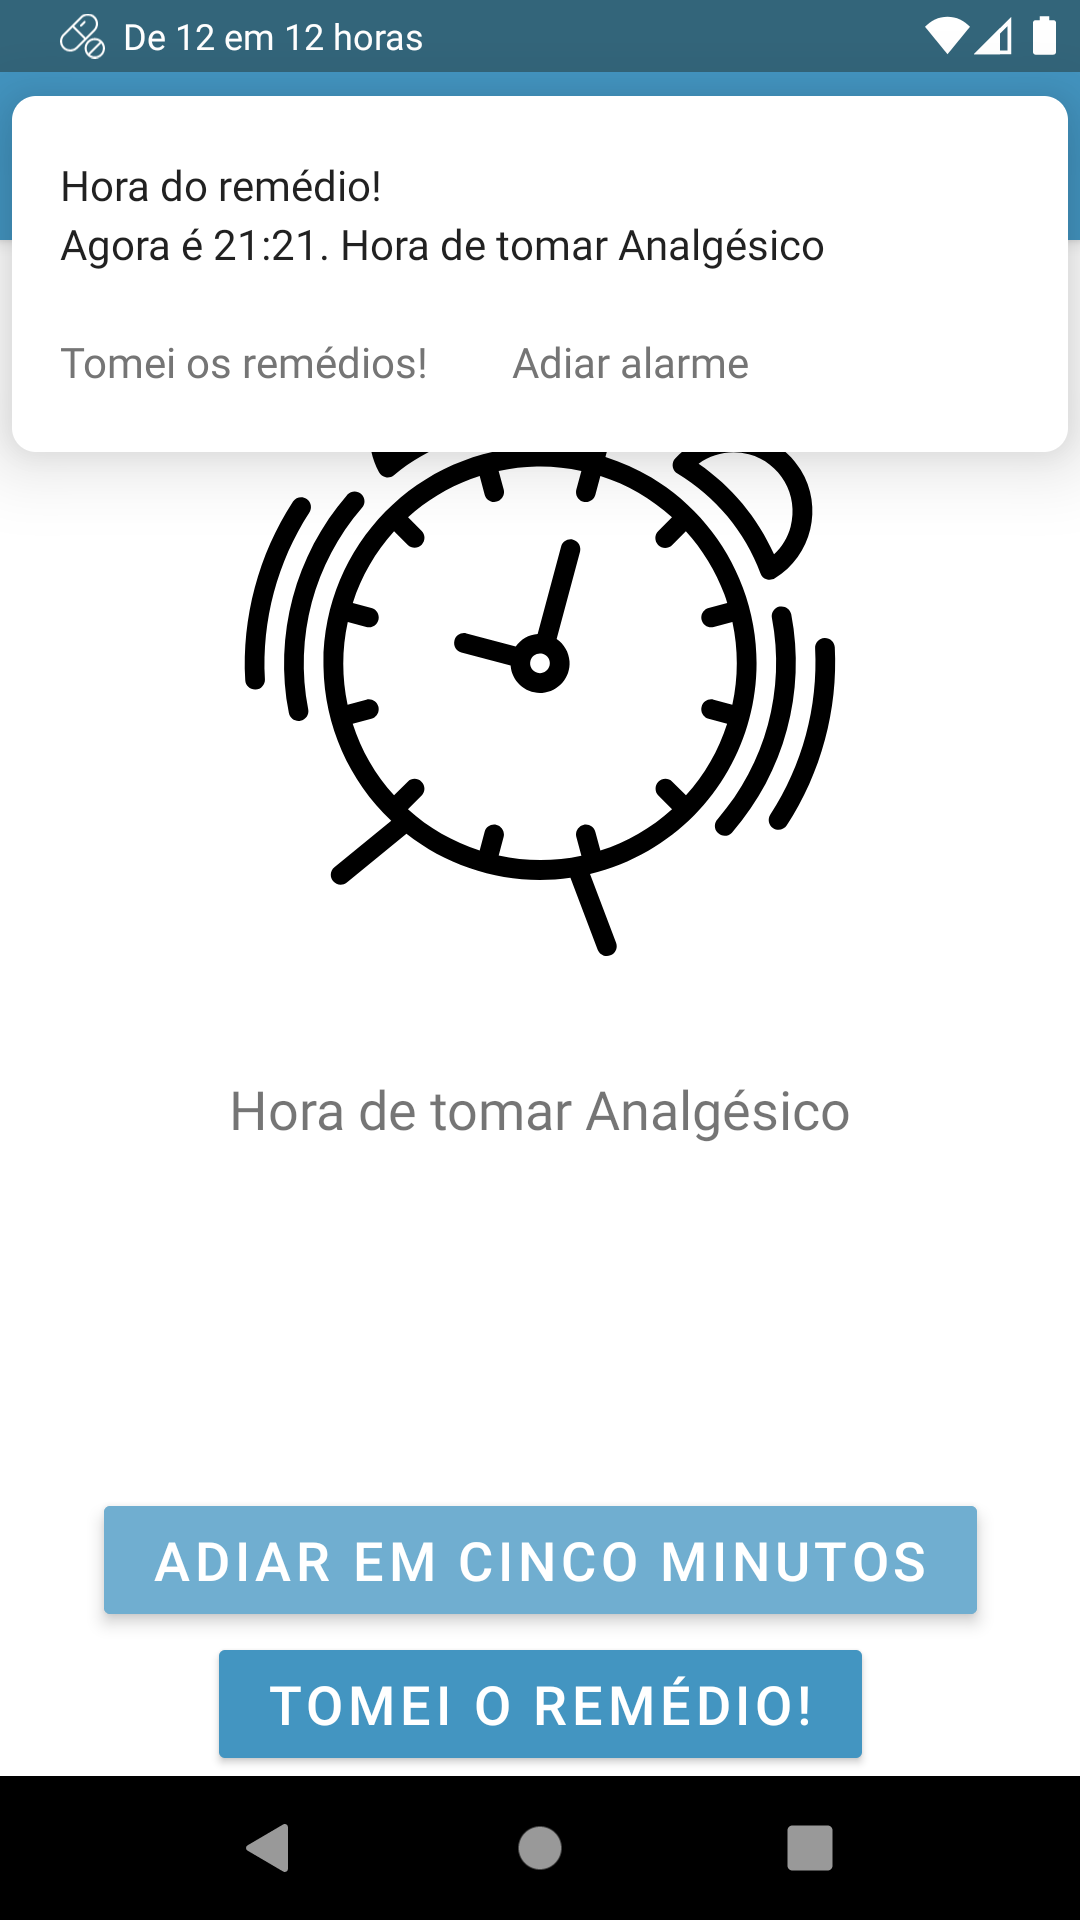 De 12 em 12 horas
Hora do remédio!
Agora é 21:21. Hora de tomar Analgésico
Tomei os remédios! Adiar alarme
Hora de tomar Analgésico
ADIAR EM CINCO MINUTOS
TOMEI O REMÉDIO!